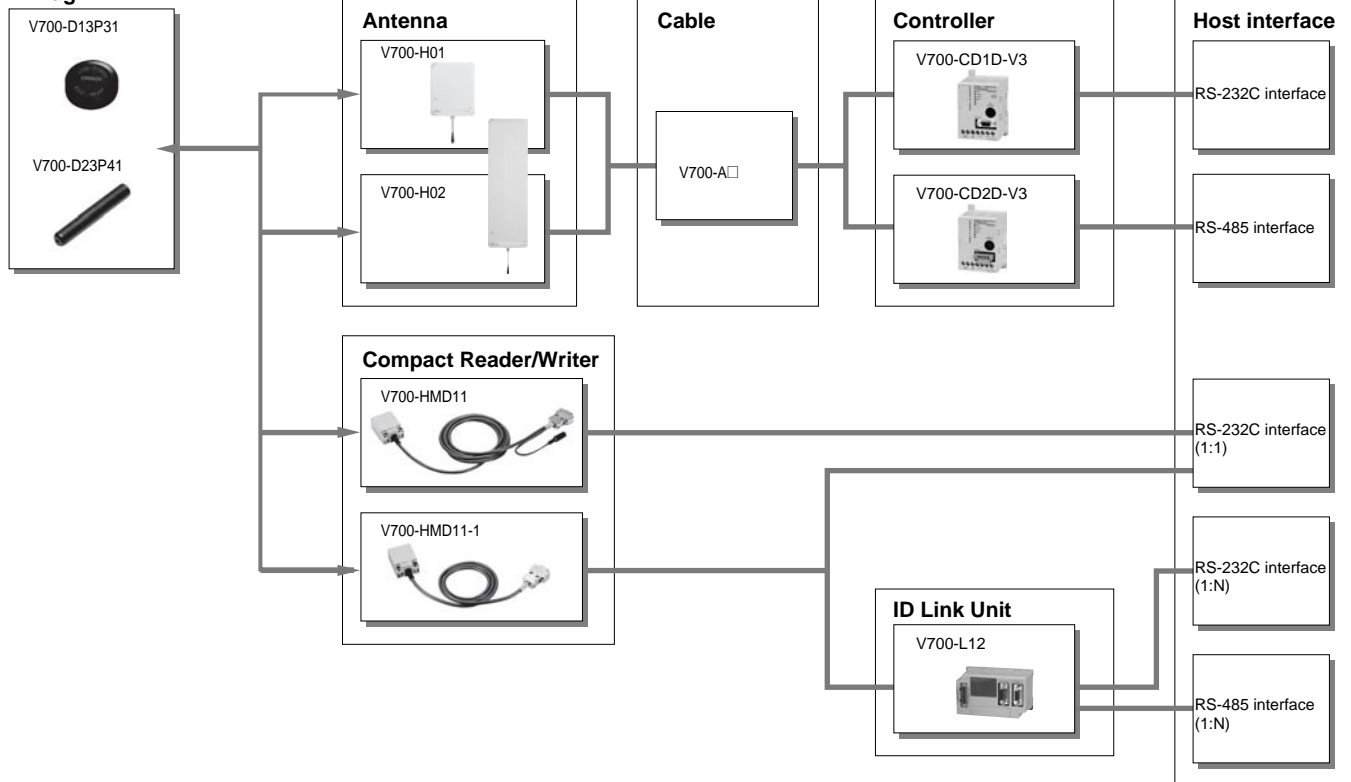 V700-D13P31
V700-D23P41
Antenna
V700-H01
V700-H02
Cable
V700-A□
Controller
V700-CD1D-V3
V700-CD2D-V3
Host interface
RS-232C interface
RS-485 interface
Compact Reader/Writer
V700-HMD11
V700-HMD11-1
ID Link Unit
V700-L12
RS-232C interface
(1:1)
RS-232C interface
(1:N)
RS-485 interface
(1:N)